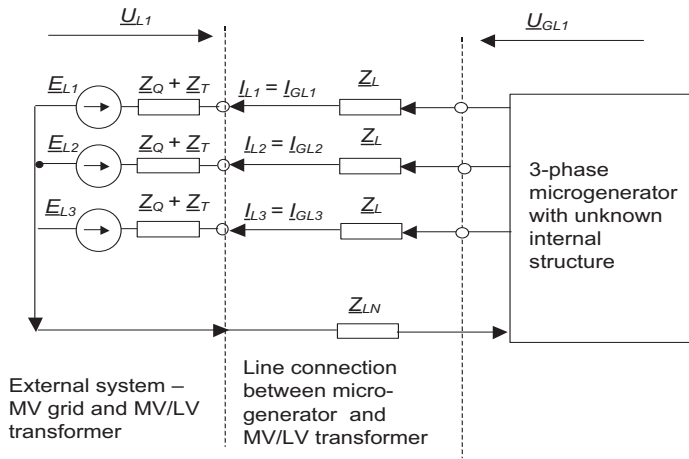 U_L1
U_GL1
E_L1
Z_Q + Z_T
I_L1 = I_GL1
Z_L
E_L2
Z_Q + Z_T
I_L2 = I_GL2
Z_L
E_L3
Z_Q + Z_T
I_L3 = I_GL3
Z_L
3-phase
microgenerator
with unknown
internal
structure
Z_LN
External system –
MV grid and MV/LV
transformer
Line connection
between micro-
generator and
MV/LV transformer